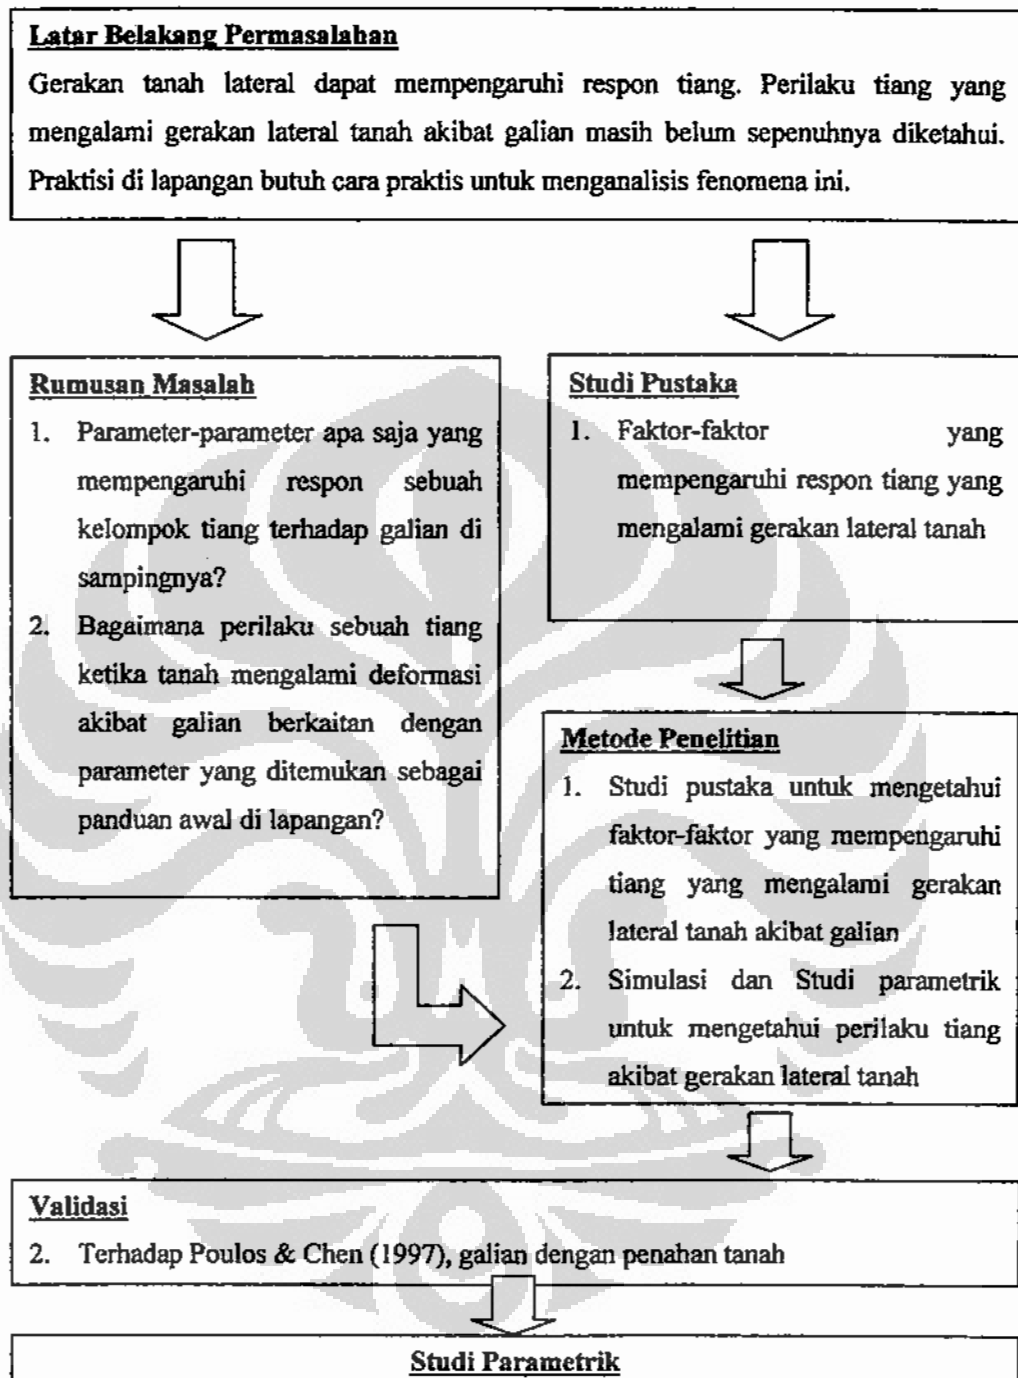 Latar Belakang Permasalahan
Gerakan tanah lateral dapat mempengaruhi respon tiang. Perilaku tiang yang
mengalami gerakan lateral tanah akibat galian masih belum sepenuhnya diketahui.
Praktisi di lapangan butuh cara praktis untuk menganalisis fenomena ini.
Rumusan Masalah
1. Parameter-parameter apa saja yang
mempengaruhi respon sebuah
kelompok tiang terhadap galian di
sampingnya?
2. Bagaimana perilaku sebuah tiang
ketika tanah mengalami deformasi
akibat galian berkaitan dengan
parameter yang ditemukan sebagai
panduan awal di lapangan?
Studi Pustaka
1. Faktor-faktor yang
mempengaruhi respon tiang yang
mengalami gerakan lateral tanah
Metode Penelitian
1. Studi pustaka untuk mengetahui
faktor-faktor yang mempengaruhi
tiang yang mengalami gerakan
lateral tanah akibat galian
2. Simulasi dan Studi parametrik
untuk mengetahui perilaku tiang
akibat gerakan lateral tanah
Validasi
2. Terhadap Poulos & Chen (1997), galian dengan penahan tanah
Studi Parametrik